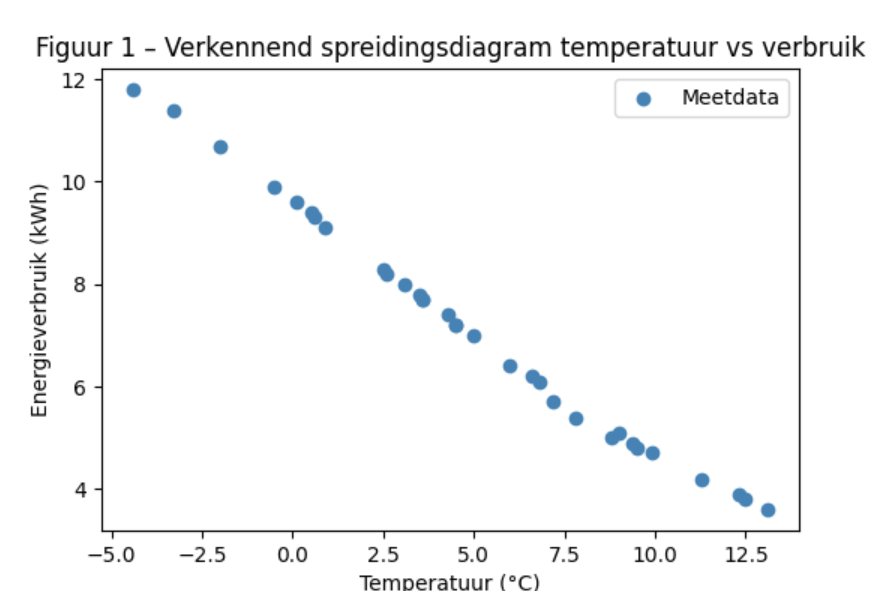 Figuur 1 – Verkennend spreidingsdiagram temperatuur vs verbruik
Meetdata
Energieverbruik (kWh)
12
10
8
6
4
−5.0 −2.5 0.0 2.5 5.0 7.5 10.0 12.5
Temperatuur (°C)